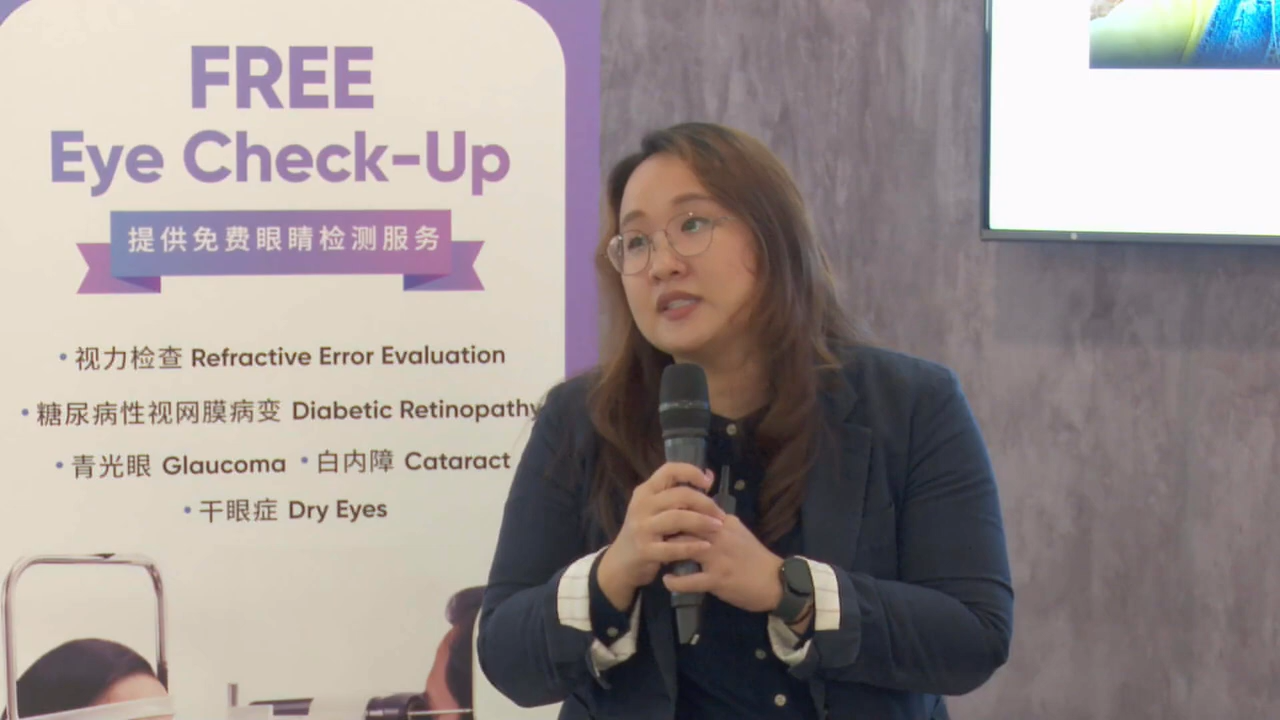 FREE
Eye Check-Up
提供免费眼睛检测服务
• 视力检查 Refractive Error Evaluation
• 糖尿病性视网膜病变 Diabetic Retinopathy
• 青光眼 Glaucoma • 白内障 Cataract
• 干眼症 Dry Eyes